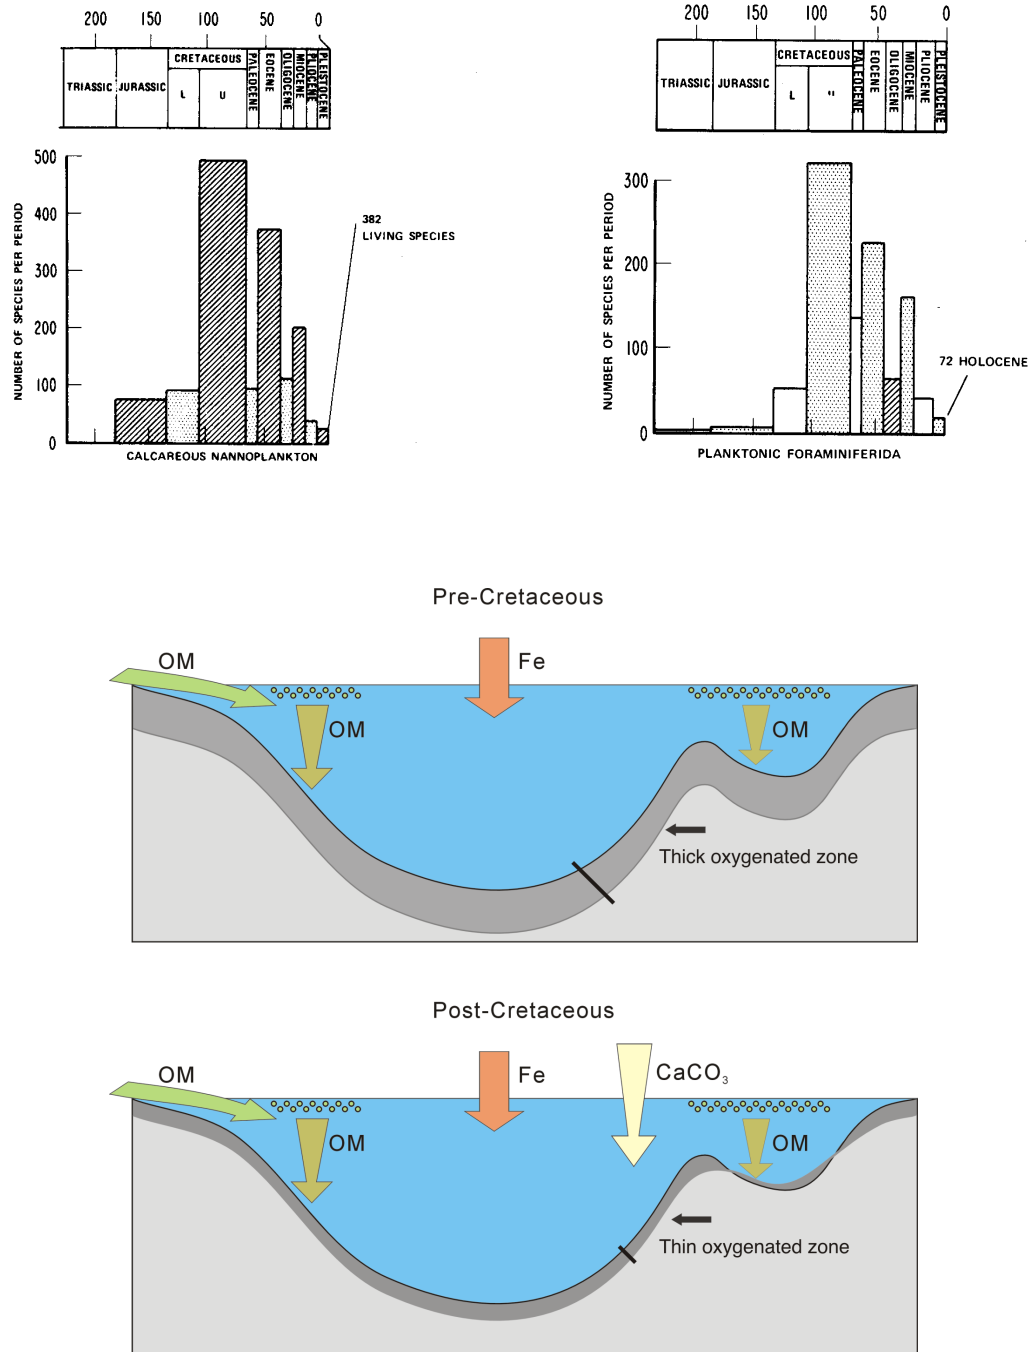 200 150 100 50 0
CRETACEOUS
TRIASSIC JURASSIC L U PALEOCENE EOCENE OLIGOCENE MIOCENE PLIOCENE PLEISTOCENE
NUMBER OF SPECIES PER PERIOD
500
400
300
200
100
0
382
LIVING SPECIES
CALCAREOUS NANNOPLANKTON
200 150 100 50 0
CRETACEOUS
TRIASSIC JURASSIC L PALEOCENE EOCENE OLIGOCENE MIOCENE PLIOCENE PLEISTOCENE
NUMBER OF SPECIES PER PERIOD
300
200
100
0
72 HOLOCENE
PLANKTONIC FORAMINIFERIDA
Pre-Cretaceous
OM
Fe
OM
OM
Thick oxygenated zone
Post-Cretaceous
OM
Fe
CaCO₃
OM
OM
Thin oxygenated zone